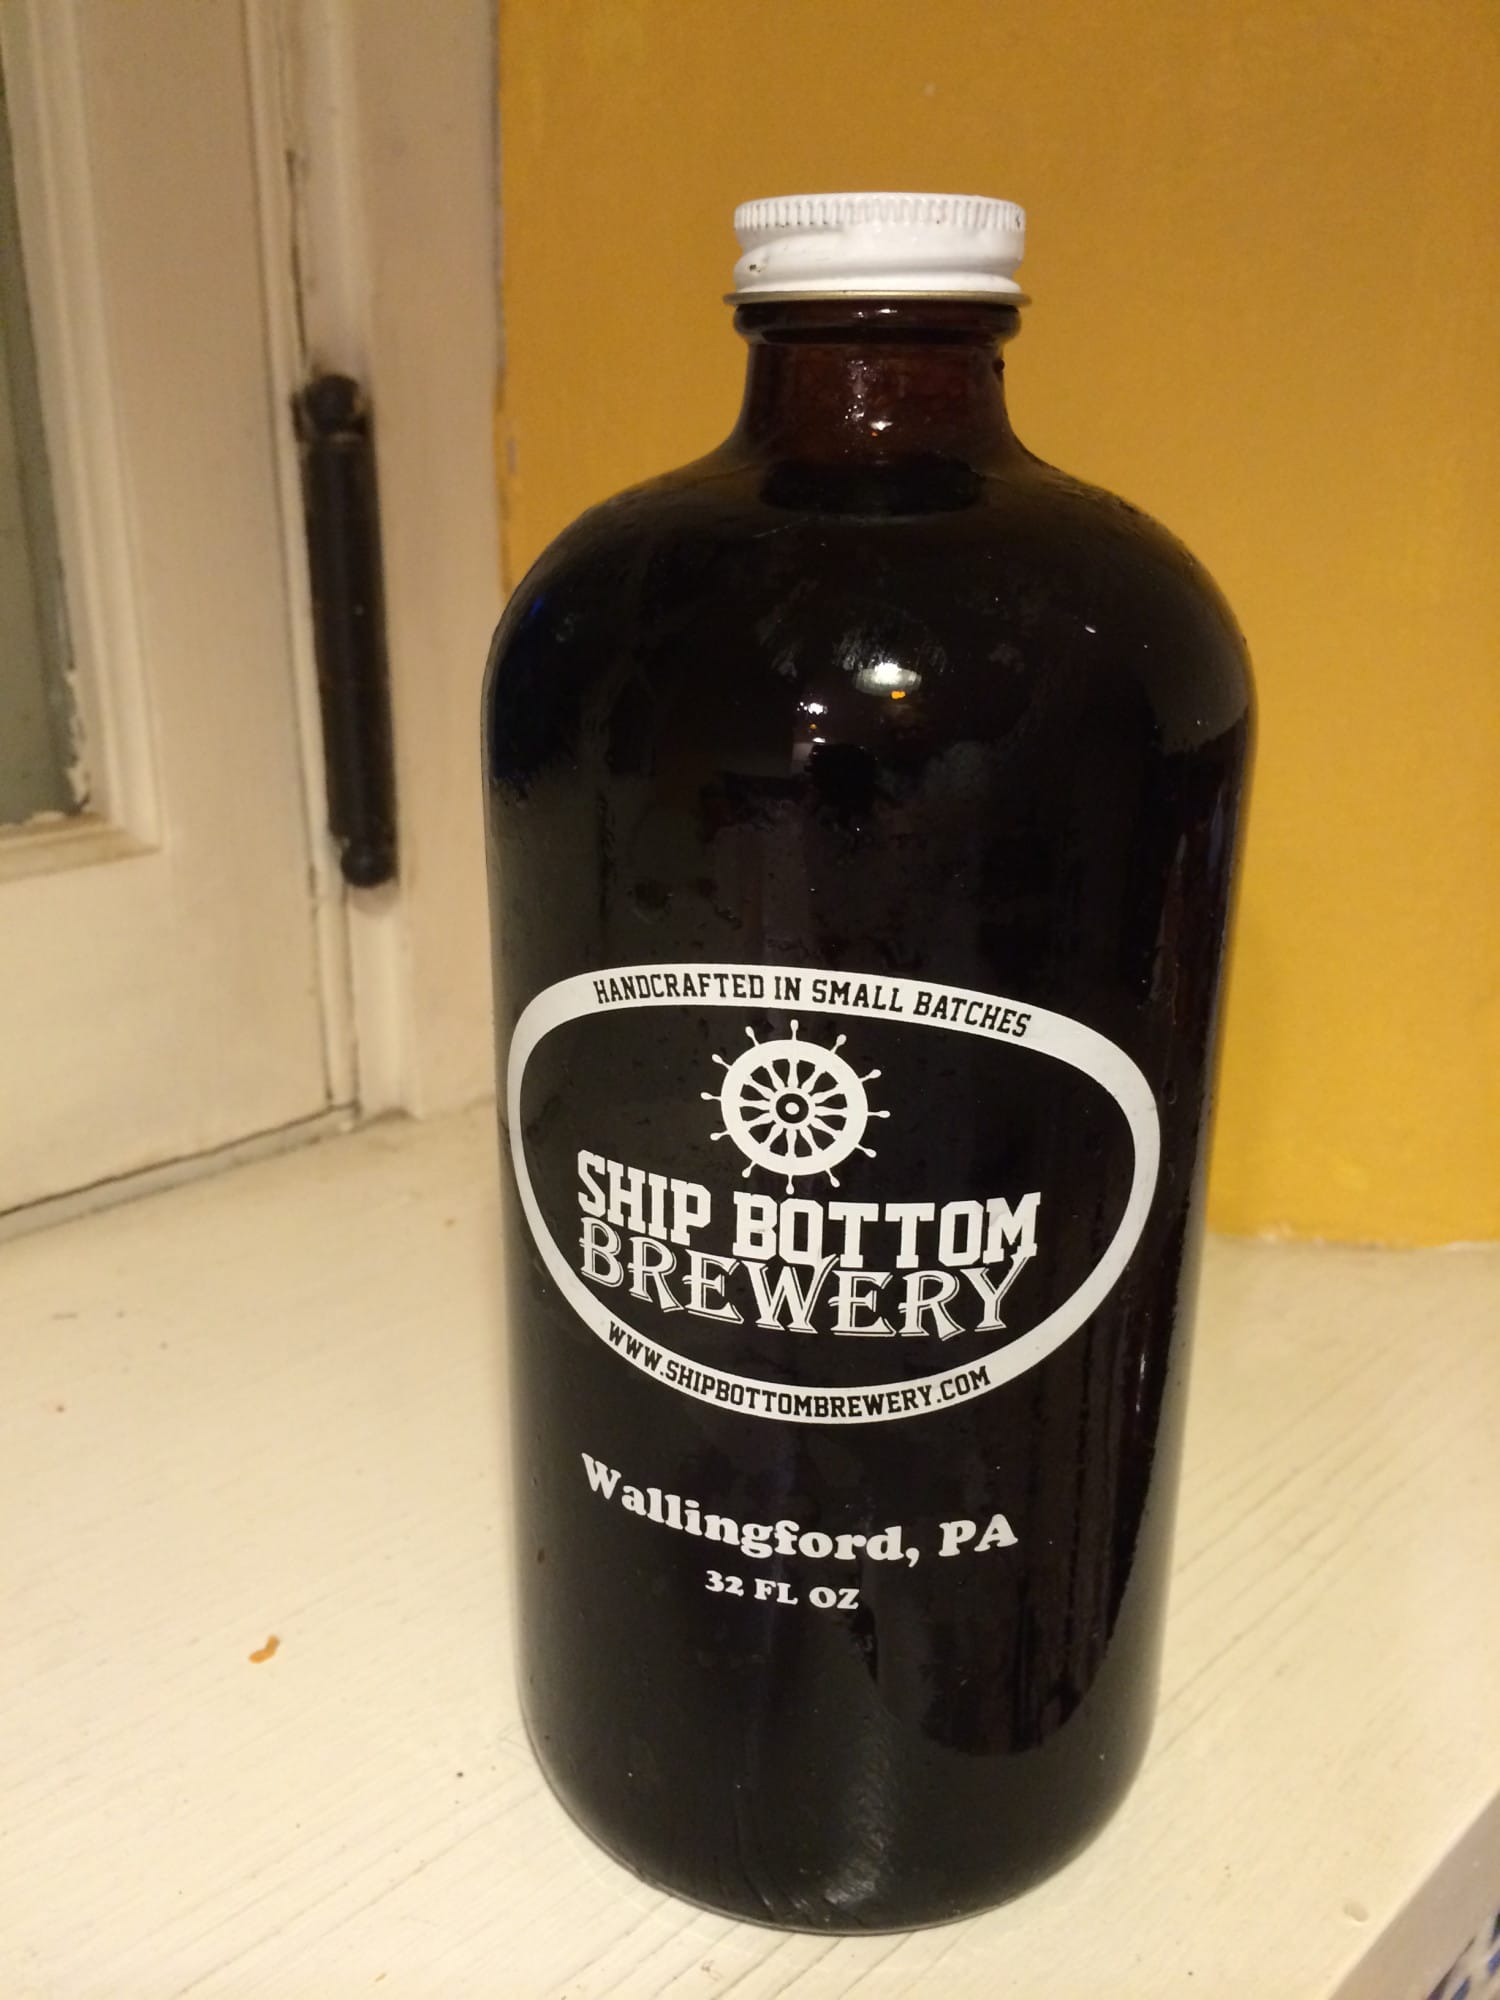 HANDCRAFTED IN SMALL BATCHES
SHIP BOTTOM
BREWERY
WWW.SHIPBOTTOMBREWERY.COM
Wallingford, PA
32 FL OZ